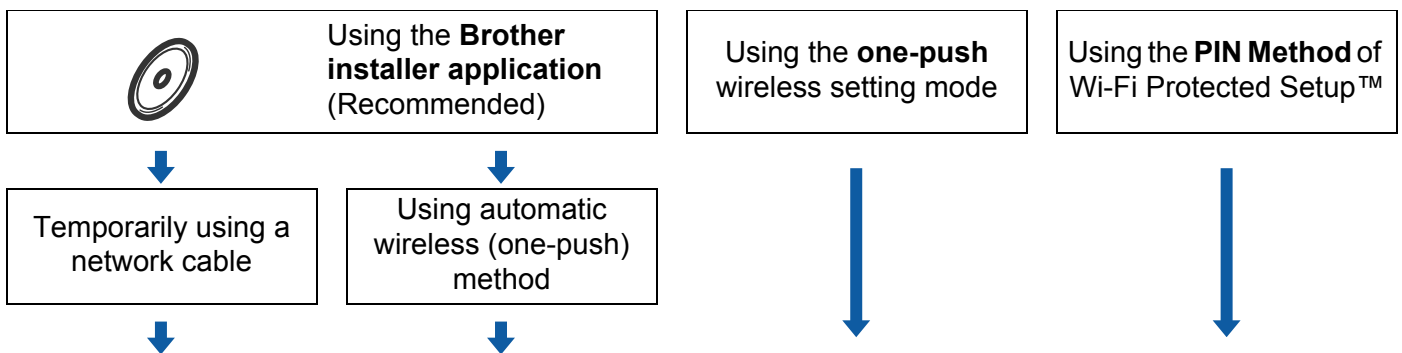 Using the Brother
installer application
(Recommended)
Using the one-push
wireless setting mode
Using the PIN Method of
Wi-Fi Protected Setup™
Temporarily using a
network cable
Using automatic
wireless (one-push)
method